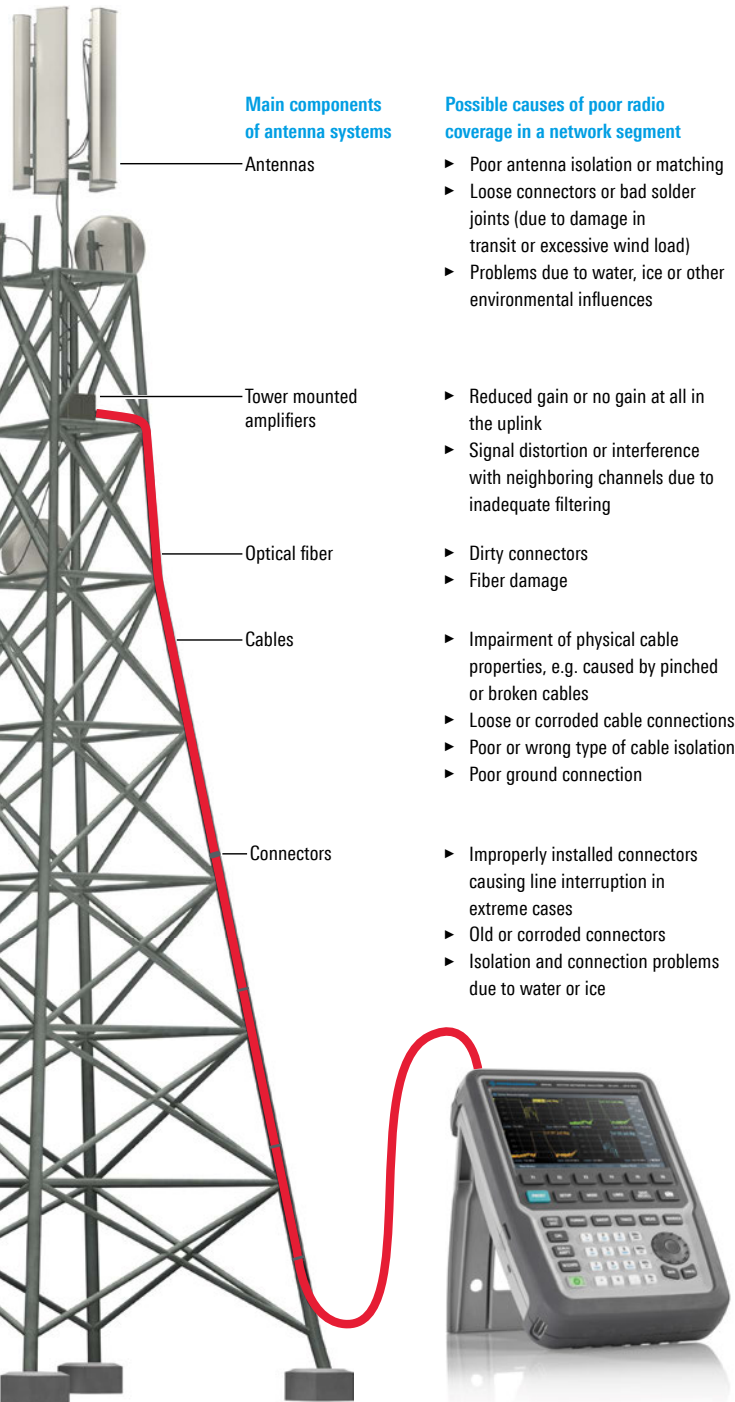 Main components
of antenna systems
Possible causes of poor radio
coverage in a network segment
Antennas
► Poor antenna isolation or matching
► Loose connectors or bad solder
joints (due to damage in
transit or excessive wind load)
► Problems due to water, ice or other
environmental influences
Tower mounted
amplifiers
► Reduced gain or no gain at all in
the uplink
► Signal distortion or interference
with neighboring channels due to
inadequate filtering
Optical fiber
► Dirty connectors
► Fiber damage
Cables
► Impairment of physical cable
properties, e.g. caused by pinched
or broken cables
► Loose or corroded cable connections
► Poor or wrong type of cable isolation
► Poor ground connection
Connectors
► Improperly installed connectors
causing line interruption in
extreme cases
► Old or corroded connectors
► Isolation and connection problems
due to water or ice
PRESET SETUP MODE LINES